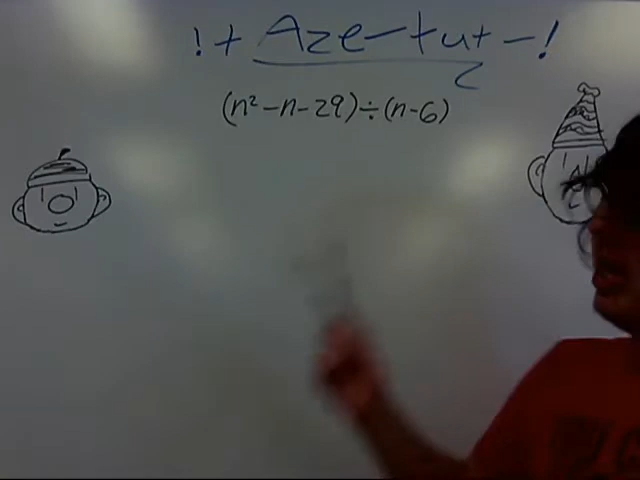 !+ Aze-tut -!
(n² - n - 29) ÷ (n - 6)